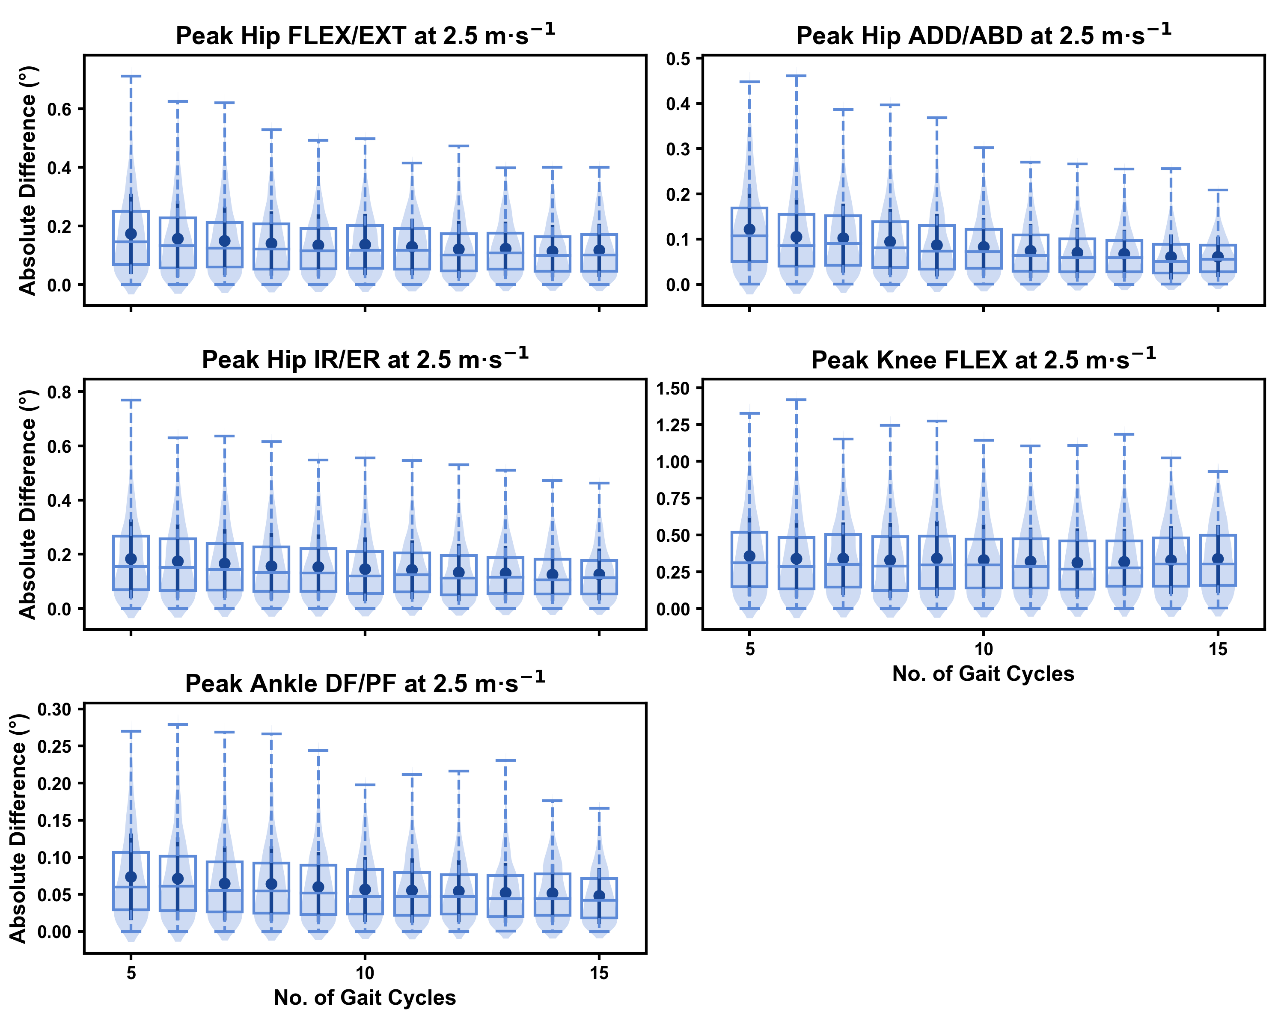 Peak Hip FLEX/EXT at 2.5 m·s⁻¹
Absolute Difference (°)
0.6
0.4
0.2
0.0
Peak Hip ADD/ABD at 2.5 m·s⁻¹
0.5
0.4
0.3
0.2
0.1
0.0
Peak Hip IR/ER at 2.5 m·s⁻¹
Absolute Difference (°)
0.8
0.6
0.4
0.2
0.0
Peak Knee FLEX at 2.5 m·s⁻¹
1.50
1.25
1.00
0.75
0.50
0.25
0.00
5 10 15
No. of Gait Cycles
Peak Ankle DF/PF at 2.5 m·s⁻¹
Absolute Difference (°)
0.30
0.25
0.20
0.15
0.10
0.05
0.00
5 10 15
No. of Gait Cycles